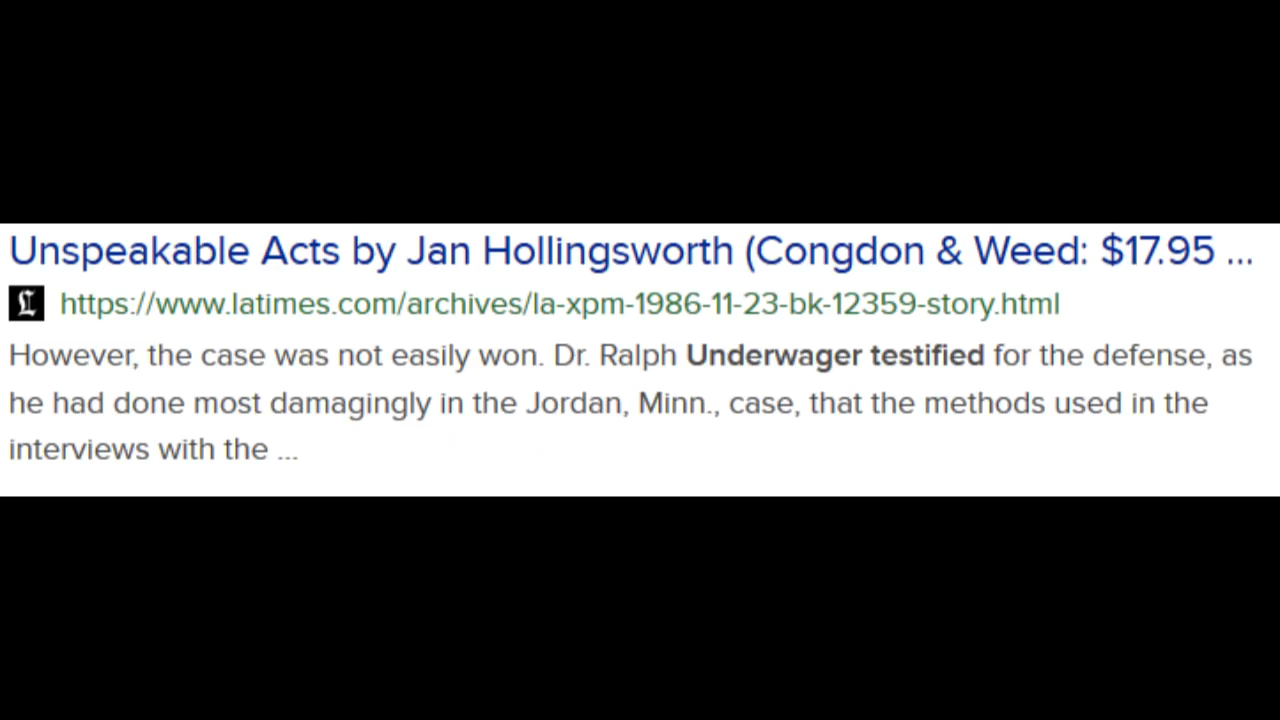 Unspeakable Acts by Jan Hollingsworth (Congdon & Weed: $17.95 ...
https://www.latimes.com/archives/la-xpm-1986-11-23-bk-12359-story.html
However, the case was not easily won. Dr. Ralph Underwager testified for the defense, as
he had done most damagingly in the Jordan, Minn., case, that the methods used in the
interviews with the ...